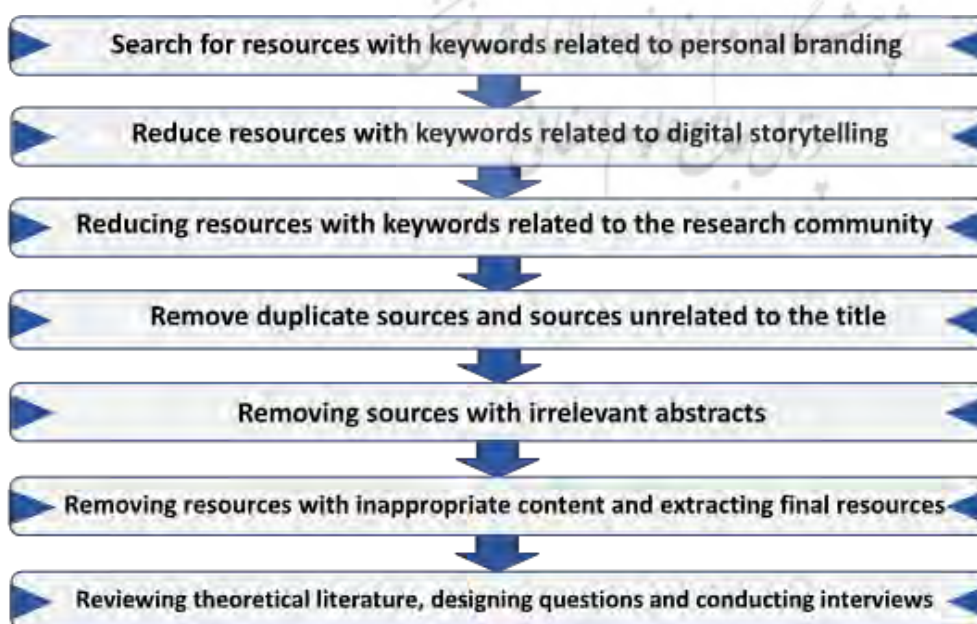 Search for resources with keywords related to personal branding
Reduce resources with keywords related to digital storytelling
Reducing resources with keywords related to the research community
Remove duplicate sources and sources unrelated to the title
Removing sources with irrelevant abstracts
Removing resources with inappropriate content and extracting final resources
Reviewing theoretical literature, designing questions and conducting interviews